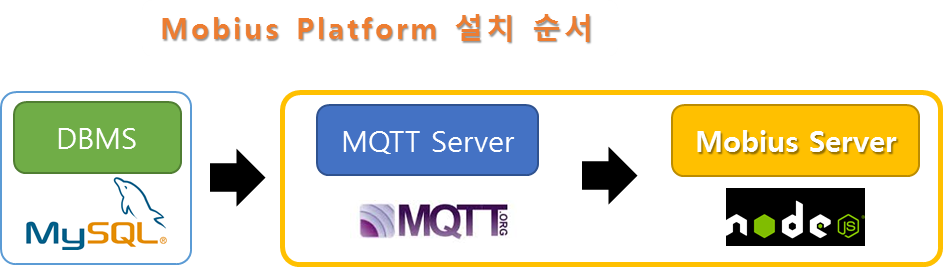 Mobius Platform 설치 순서
DBMS
MySQL®
MQTT Server
MQTT.ORG
Mobius Server
node JS